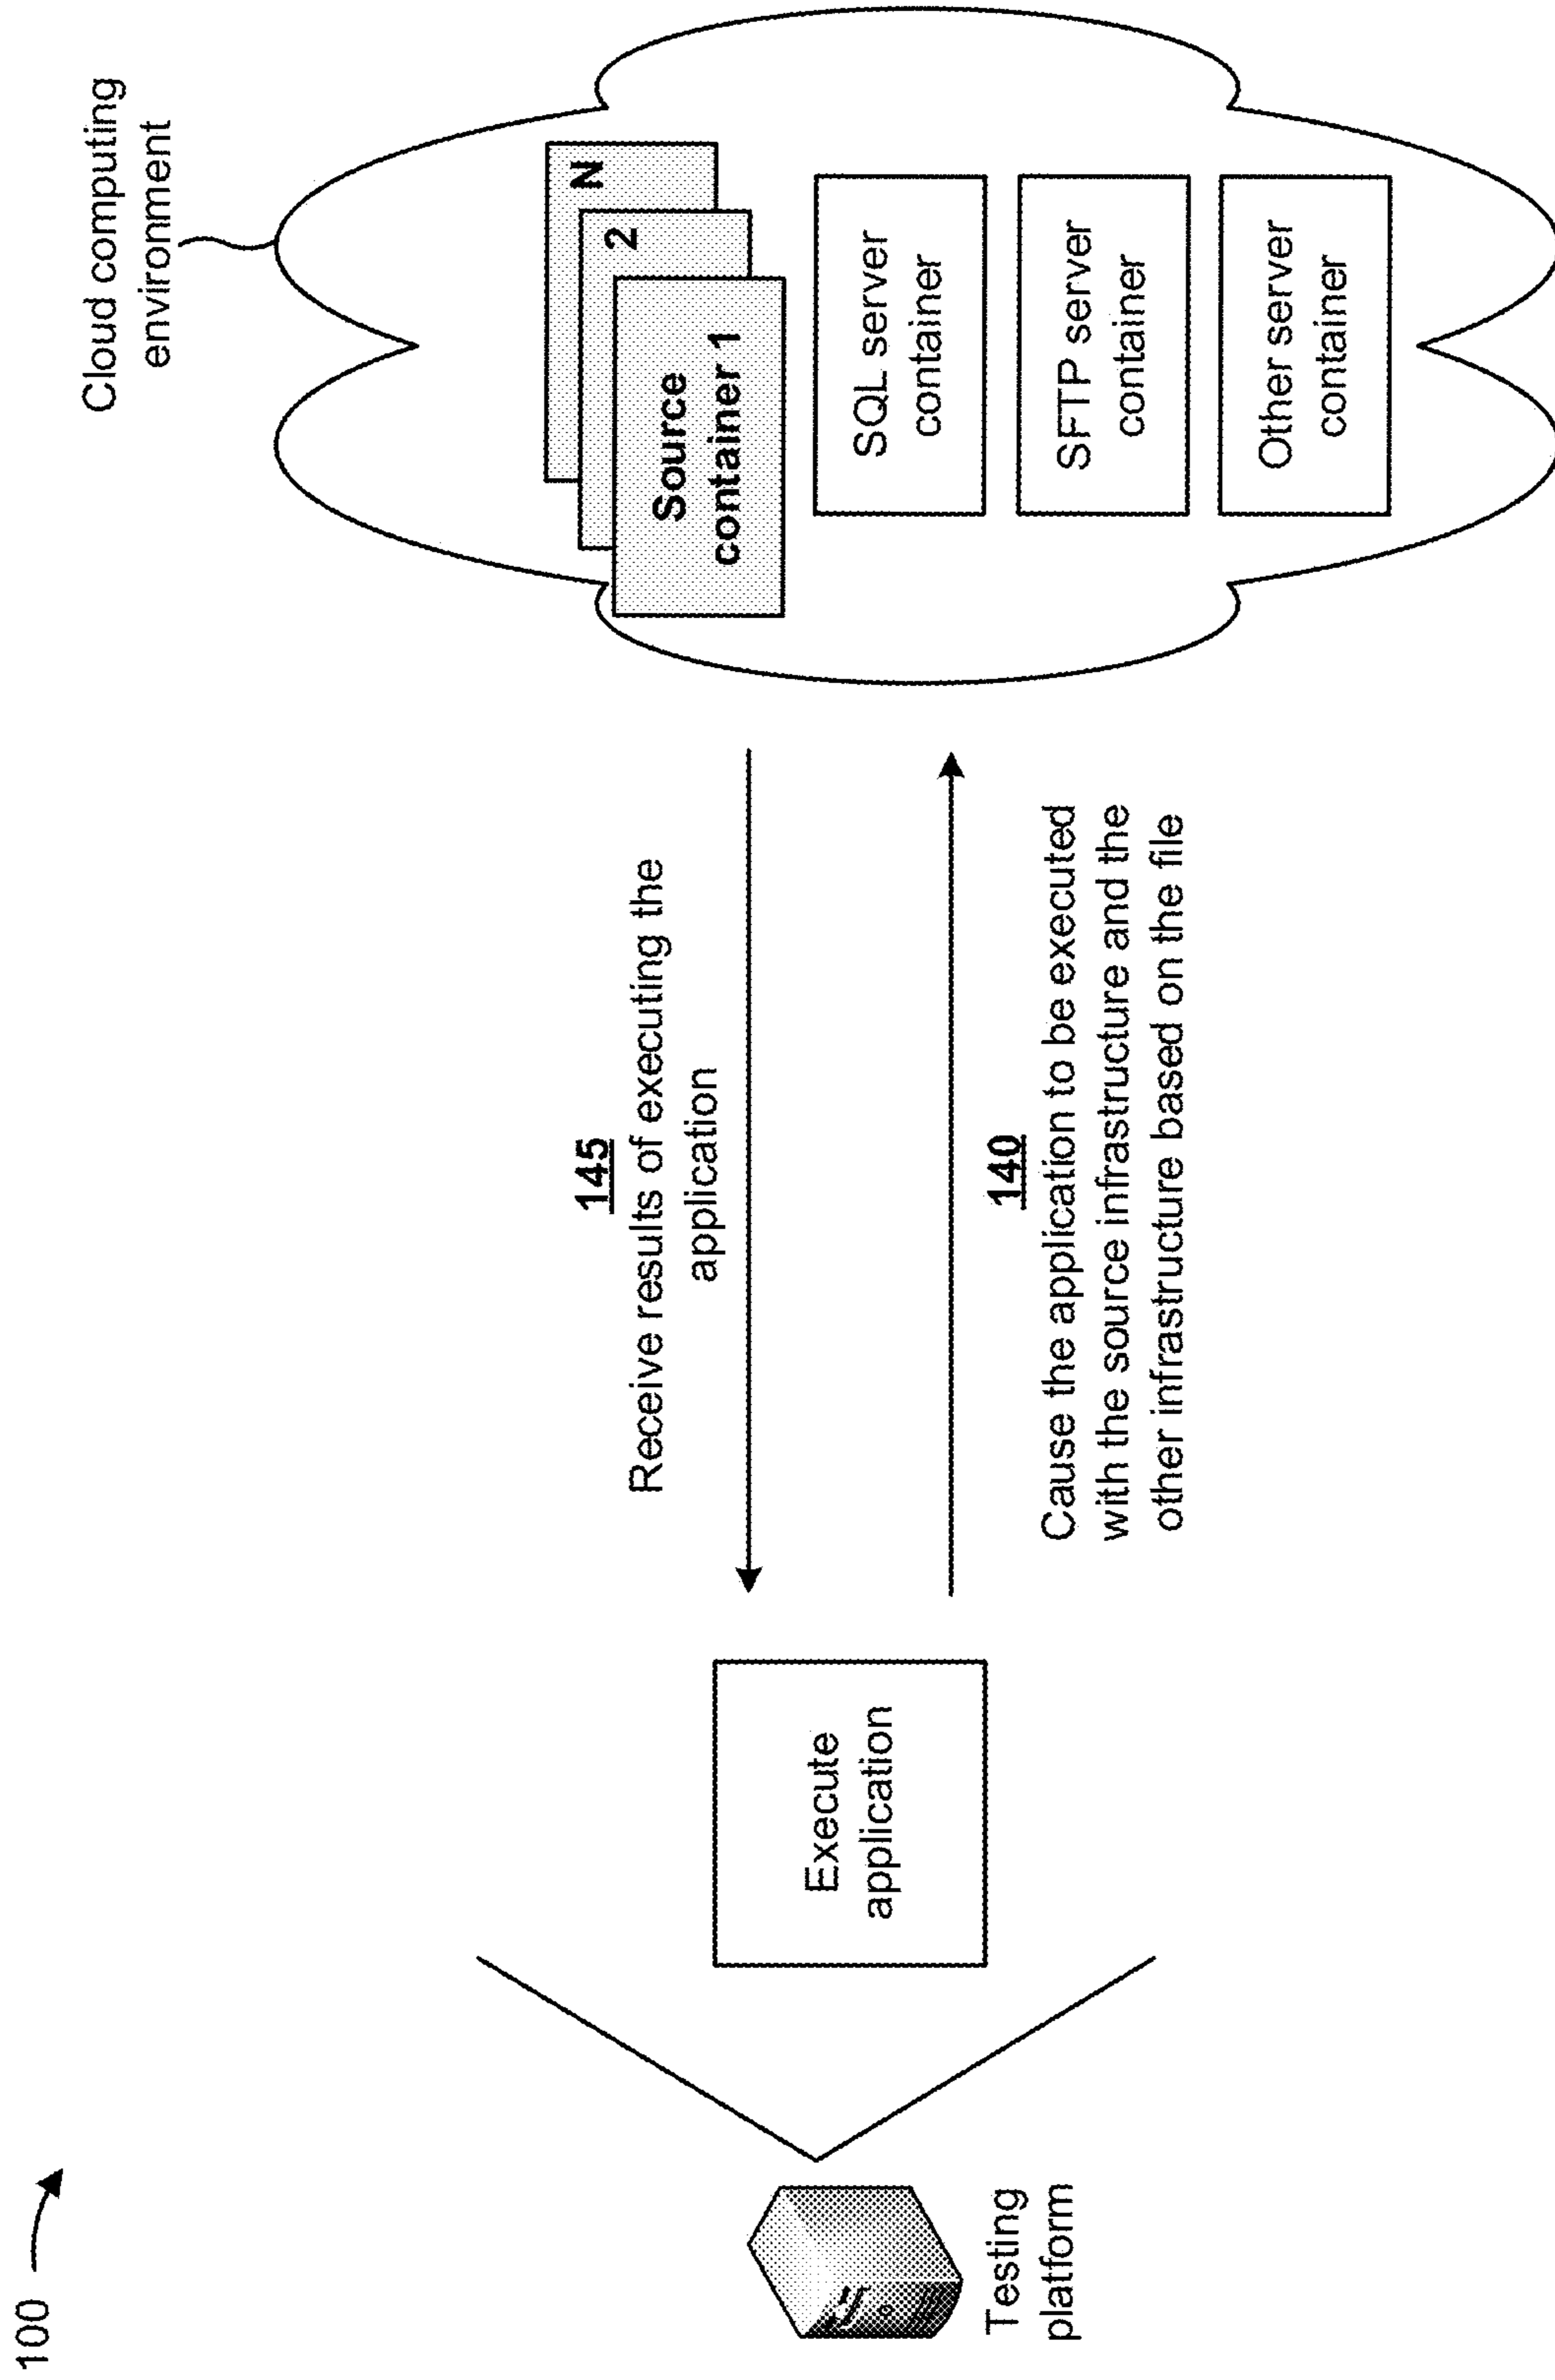 100
Cloud computing
environment
N
2
Source
container 1
SQL server
container
SFTP server
container
Other server
container
145
Receive results of executing the
application
140
Cause the application to be executed
with the source infrastructure and the
other infrastructure based on the file
Execute
application
Testing
platform